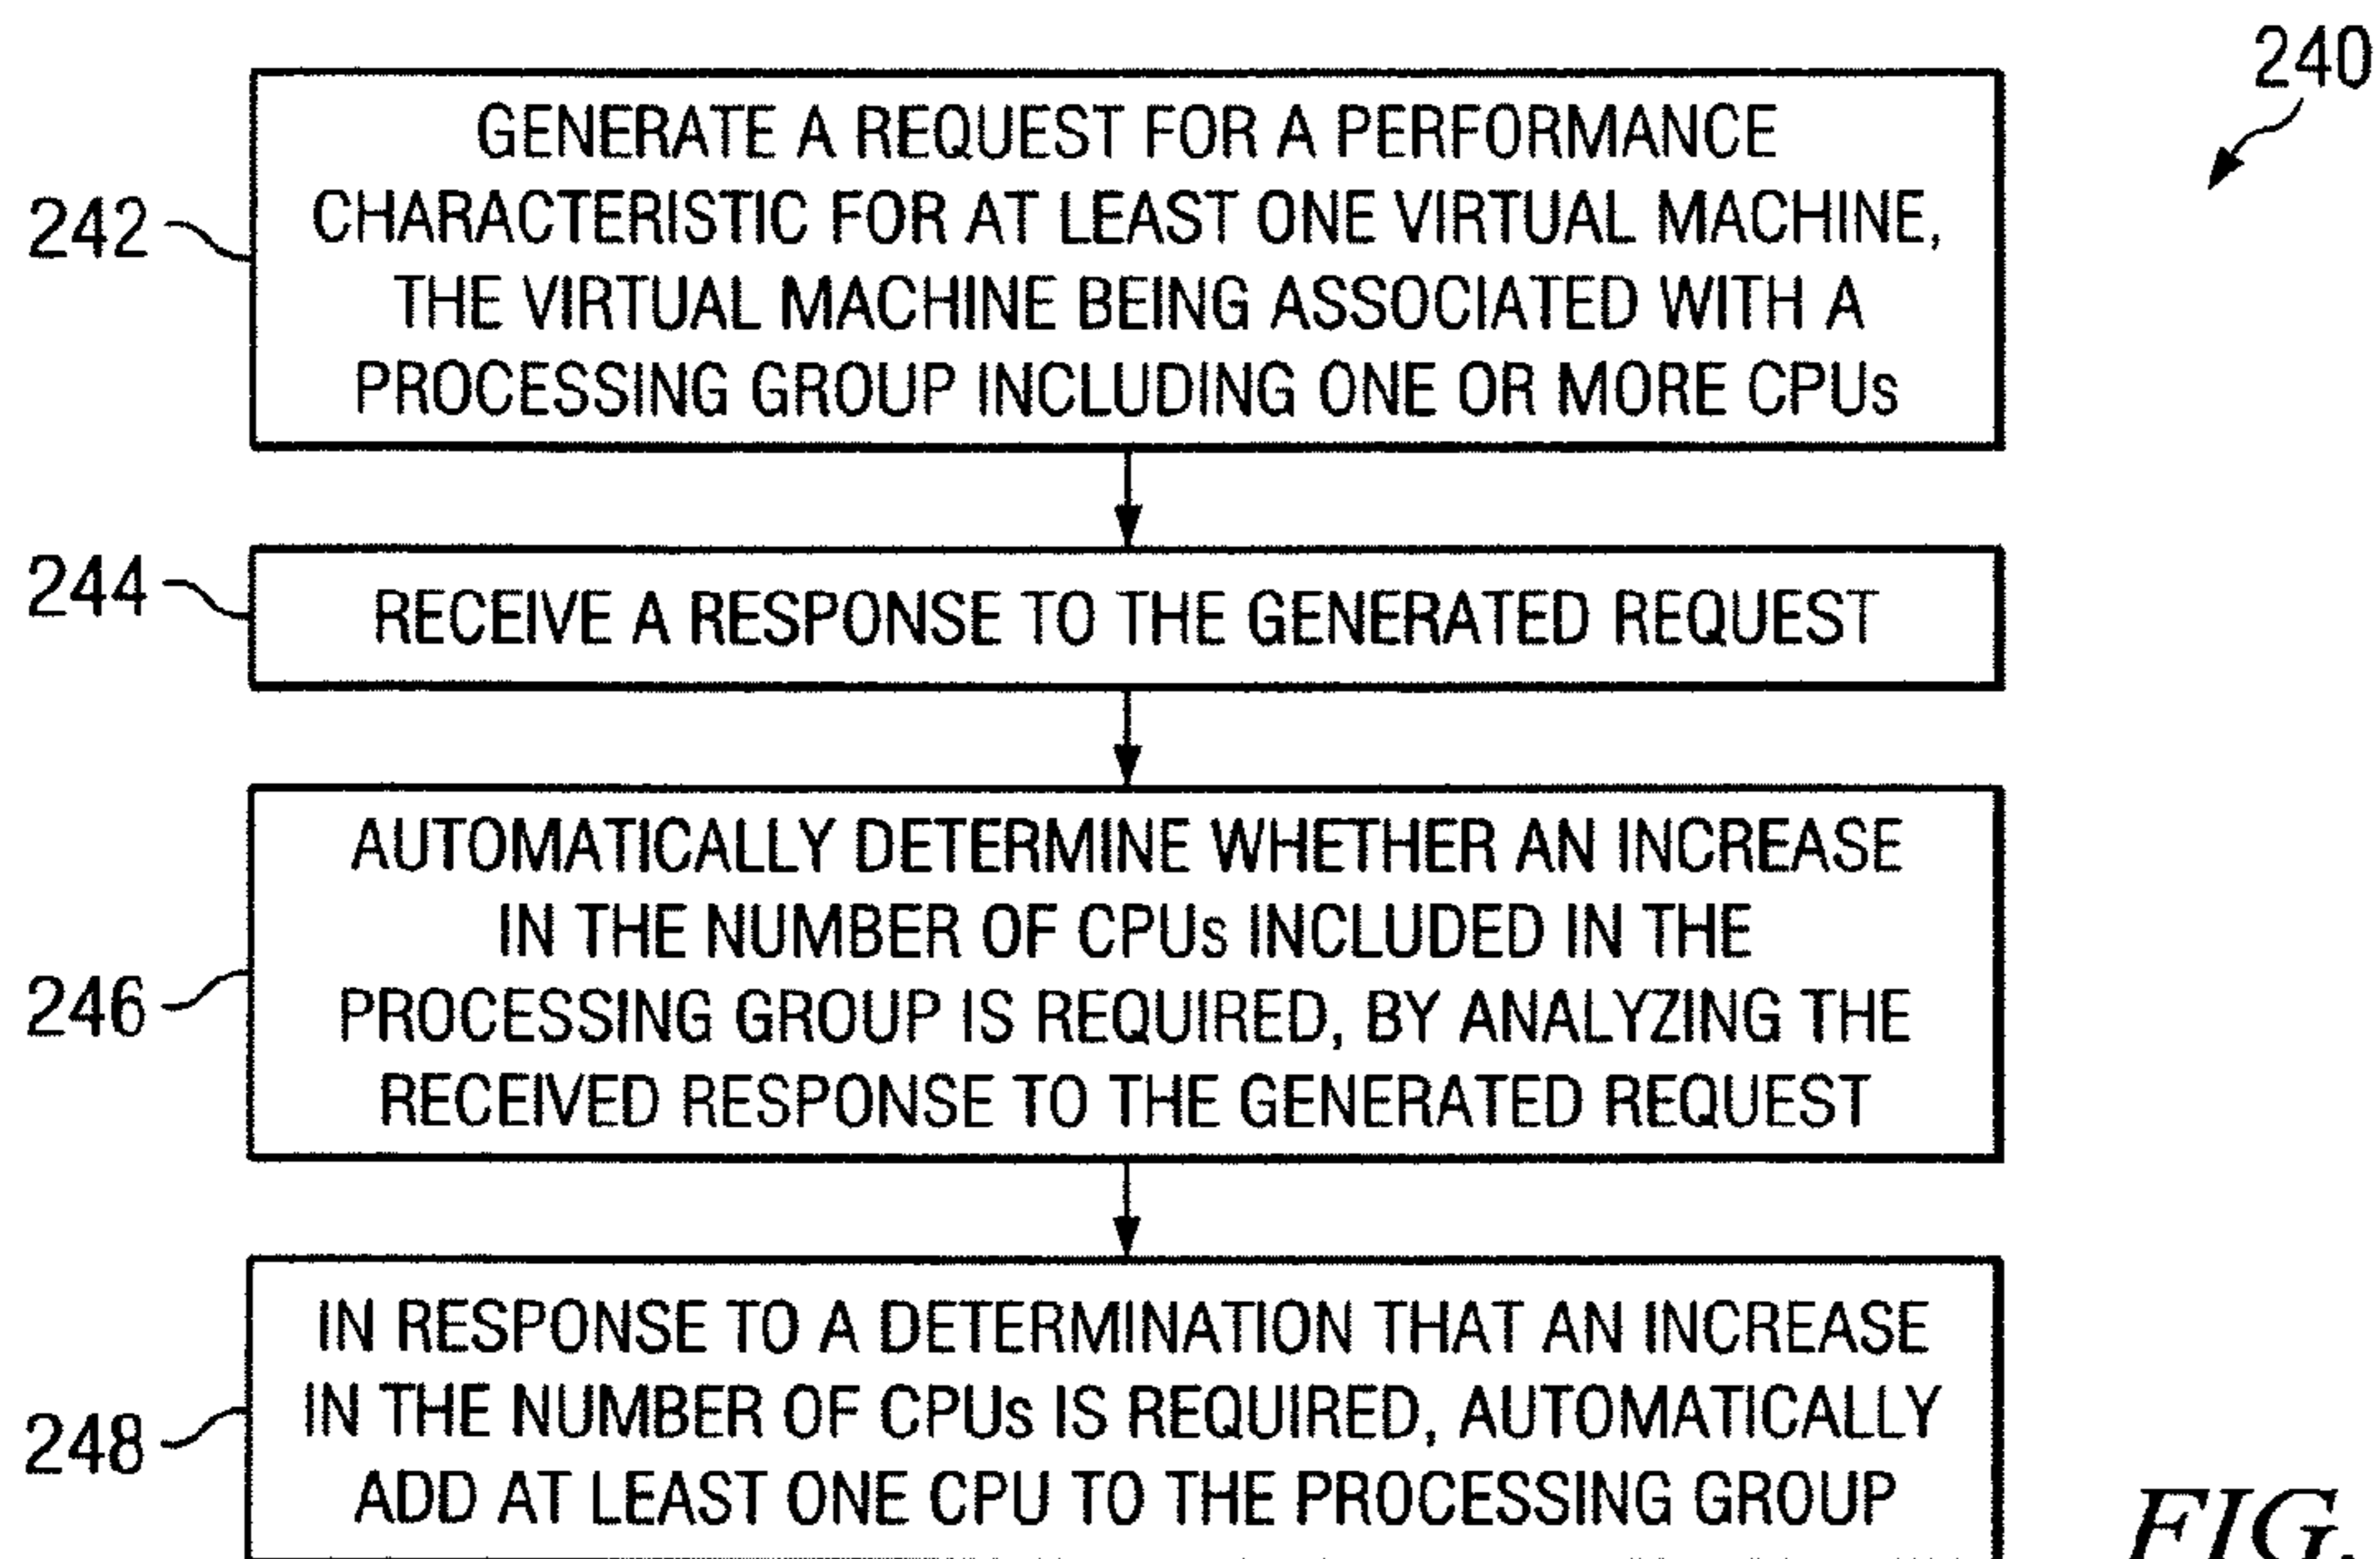 240
242
GENERATE A REQUEST FOR A PERFORMANCE
CHARACTERISTIC FOR AT LEAST ONE VIRTUAL MACHINE,
THE VIRTUAL MACHINE BEING ASSOCIATED WITH A
PROCESSING GROUP INCLUDING ONE OR MORE CPUs
244
RECEIVE A RESPONSE TO THE GENERATED REQUEST
246
AUTOMATICALLY DETERMINE WHETHER AN INCREASE
IN THE NUMBER OF CPUs INCLUDED IN THE
PROCESSING GROUP IS REQUIRED, BY ANALYZING THE
RECEIVED RESPONSE TO THE GENERATED REQUEST
248
IN RESPONSE TO A DETERMINATION THAT AN INCREASE
IN THE NUMBER OF CPUs IS REQUIRED, AUTOMATICALLY
ADD AT LEAST ONE CPU TO THE PROCESSING GROUP
FIG.